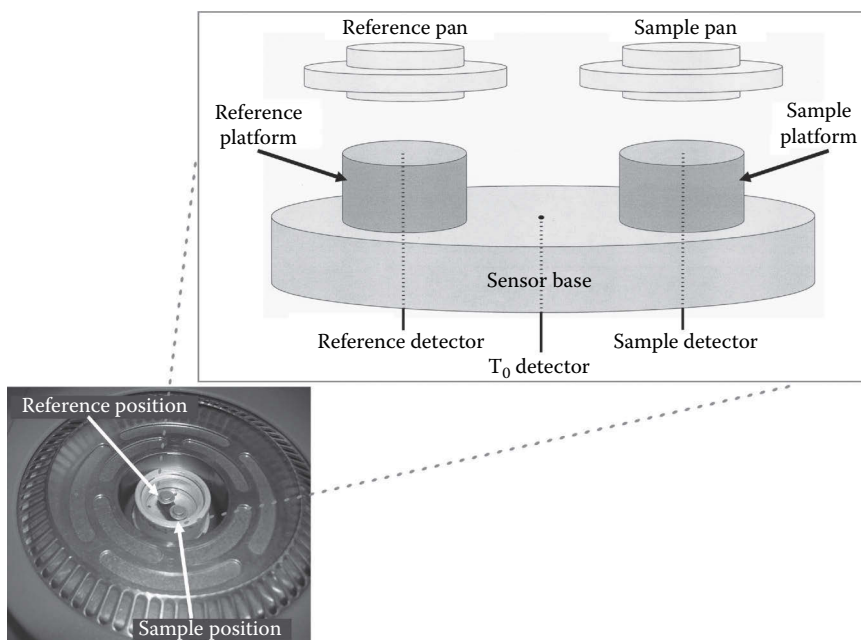 Reference pan
Sample pan
Reference
platform
Sample
platform
Sensor base
Reference detector
Sample detector
T₀ detector
Reference position
Sample position